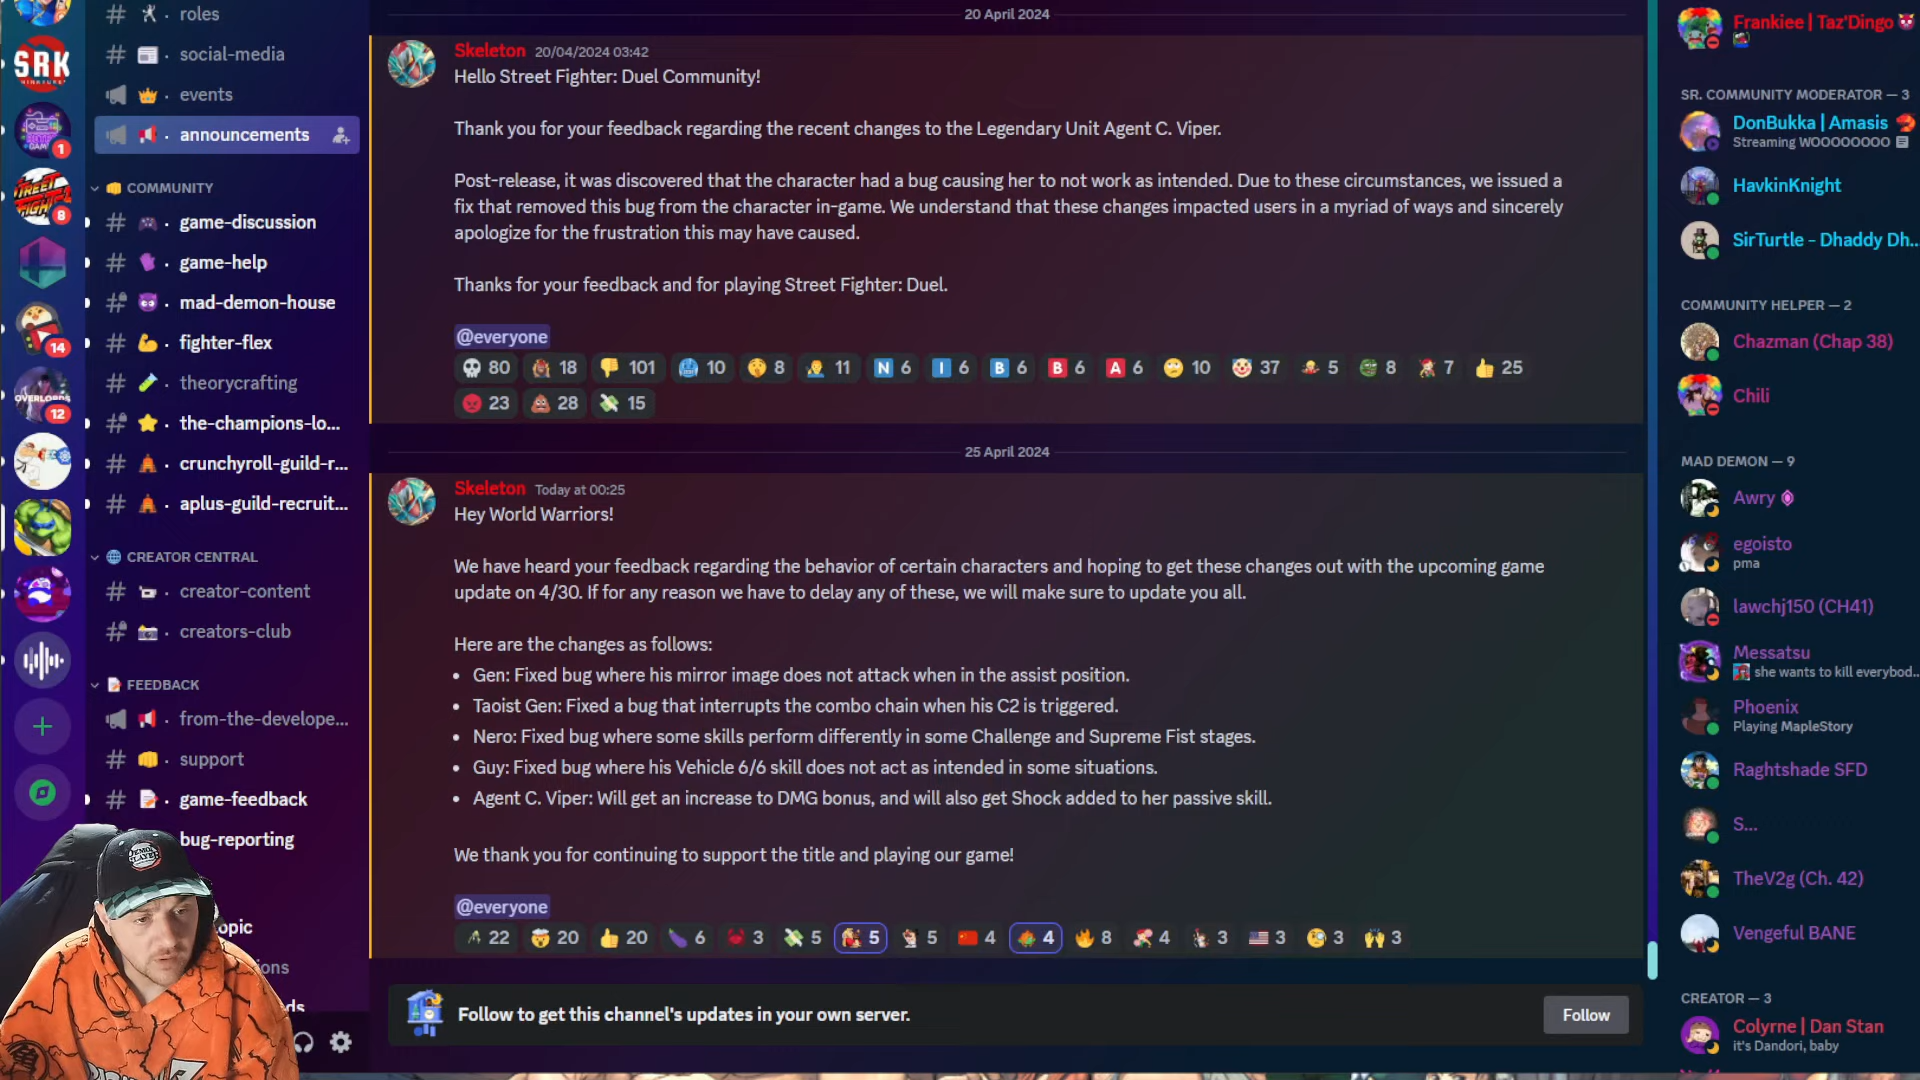 roles
social-media
events
announcements
COMMUNITY
game-discussion
game-help
mad-demon-house
fighter-flex
theorycrafting
the-champions-lo...
crunchyroll-guild-r...
aplus-guild-recruit...
CREATOR CENTRAL
creator-content
creators-club
FEEDBACK
from-the-develope...
support
game-feedback
bug-reporting
opic
ions
ds
SRK
1
STREET
FIGHTER
8
14
OVERLORDS
12
20 April 2024
Skeleton 20/04/2024 03:42
Hello Street Fighter: Duel Community!
Thank you for your feedback regarding the recent changes to the Legendary Unit Agent C. Viper.
Post-release, it was discovered that the character had a bug causing her to not work as intended. Due to these circumstances, we issued a
fix that removed this bug from the character in-game. We understand that these changes impacted users in a myriad of ways and sincerely
apologize for the frustration this may have caused.
Thanks for your feedback and for playing Street Fighter: Duel.
@everyone
80 18 101 10 8 11 N 6 I 6 B 6 B 6 A 6 10 37 5 8 7 25
23 28 15
25 April 2024
Skeleton Today at 00:25
Hey World Warriors!
We have heard your feedback regarding the behavior of certain characters and hoping to get these changes out with the upcoming game
update on 4/30. If for any reason we have to delay any of these, we will make sure to update you all.
Here are the changes as follows:
• Gen: Fixed bug where his mirror image does not attack when in the assist position.
• Taoist Gen: Fixed a bug that interrupts the combo chain when his C2 is triggered.
• Nero: Fixed bug where some skills perform differently in some Challenge and Supreme Fist stages.
• Guy: Fixed bug where his Vehicle 6/6 skill does not act as intended in some situations.
• Agent C. Viper: Will get an increase to DMG bonus, and will also get Shock added to her passive skill.
We thank you for continuing to support the title and playing our game!
@everyone
22 20 20 6 3 5 5 5 4 4 8 4 3 3 3 3
Follow to get this channel's updates in your own server.
Follow
Frankiee | Taz'Dingo
SR. COMMUNITY MODERATOR — 3
DonBukka | Amasis
Streaming WOOOOOOO
HavkinKnight
SirTurtle - Dhaddy Dh...
COMMUNITY HELPER — 2
Chazman (Chap 38)
Chili
MAD DEMON — 9
Awry
egoisto
pma
lawchj150 (CH41)
Messatsu
she wants to kill everybod...
Phoenix
Playing MapleStory
Raghtshade SFD
S...
TheV2g (Ch. 42)
Vengeful BANE
CREATOR — 3
Colyrne | Dan Stan
it's Dandori, baby